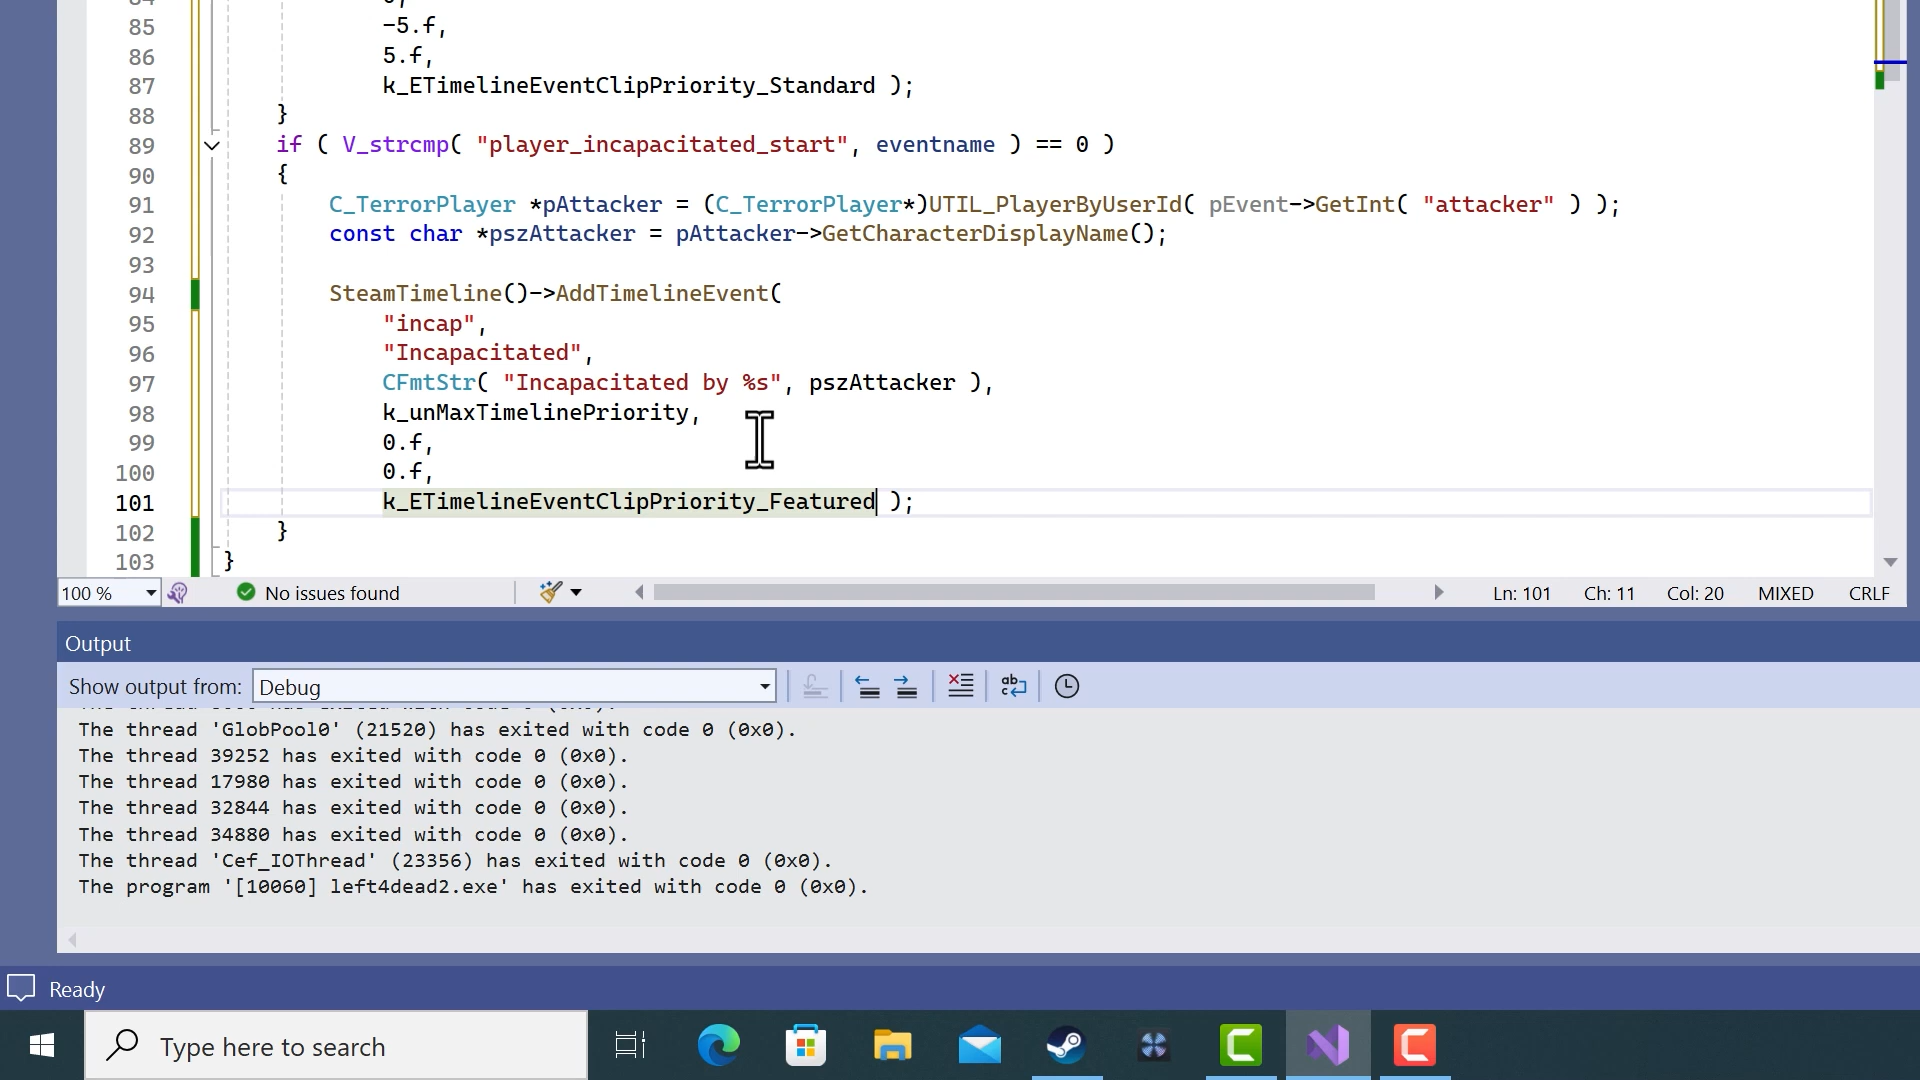 85
-5.f,
86
5.f,
87
k_ETimelineEventClipPriority_Standard );
88
}
89
if ( V_strcmp( "player_incapacitated_start", eventname ) == 0 )
90
{
91
C_TerrorPlayer *pAttacker = (C_TerrorPlayer*)UTIL_PlayerByUserId( pEvent->GetInt( "attacker" ) );
92
const char *pszAttacker = pAttacker->GetCharacterDisplayName();
93
94
SteamTimeline()->AddTimelineEvent(
95
"incap",
96
"Incapacitated",
97
CFmtStr( "Incapacitated by %s", pszAttacker ),
98
k_unMaxTimelinePriority,
99
0.f,
100
0.f,
101
k_ETimelineEventClipPriority_Featured );
102
}
103
}
100 %
No issues found
Ln: 101
Ch: 11
Col: 20
MIXED
CRLF
Output
Show output from:
Debug
The thread 'GlobPool0' (21520) has exited with code 0 (0x0).
The thread 39252 has exited with code 0 (0x0).
The thread 17980 has exited with code 0 (0x0).
The thread 32844 has exited with code 0 (0x0).
The thread 34880 has exited with code 0 (0x0).
The thread 'Cef_IOThread' (23356) has exited with code 0 (0x0).
The program '[10060] left4dead2.exe' has exited with code 0 (0x0).
Ready
Type here to search